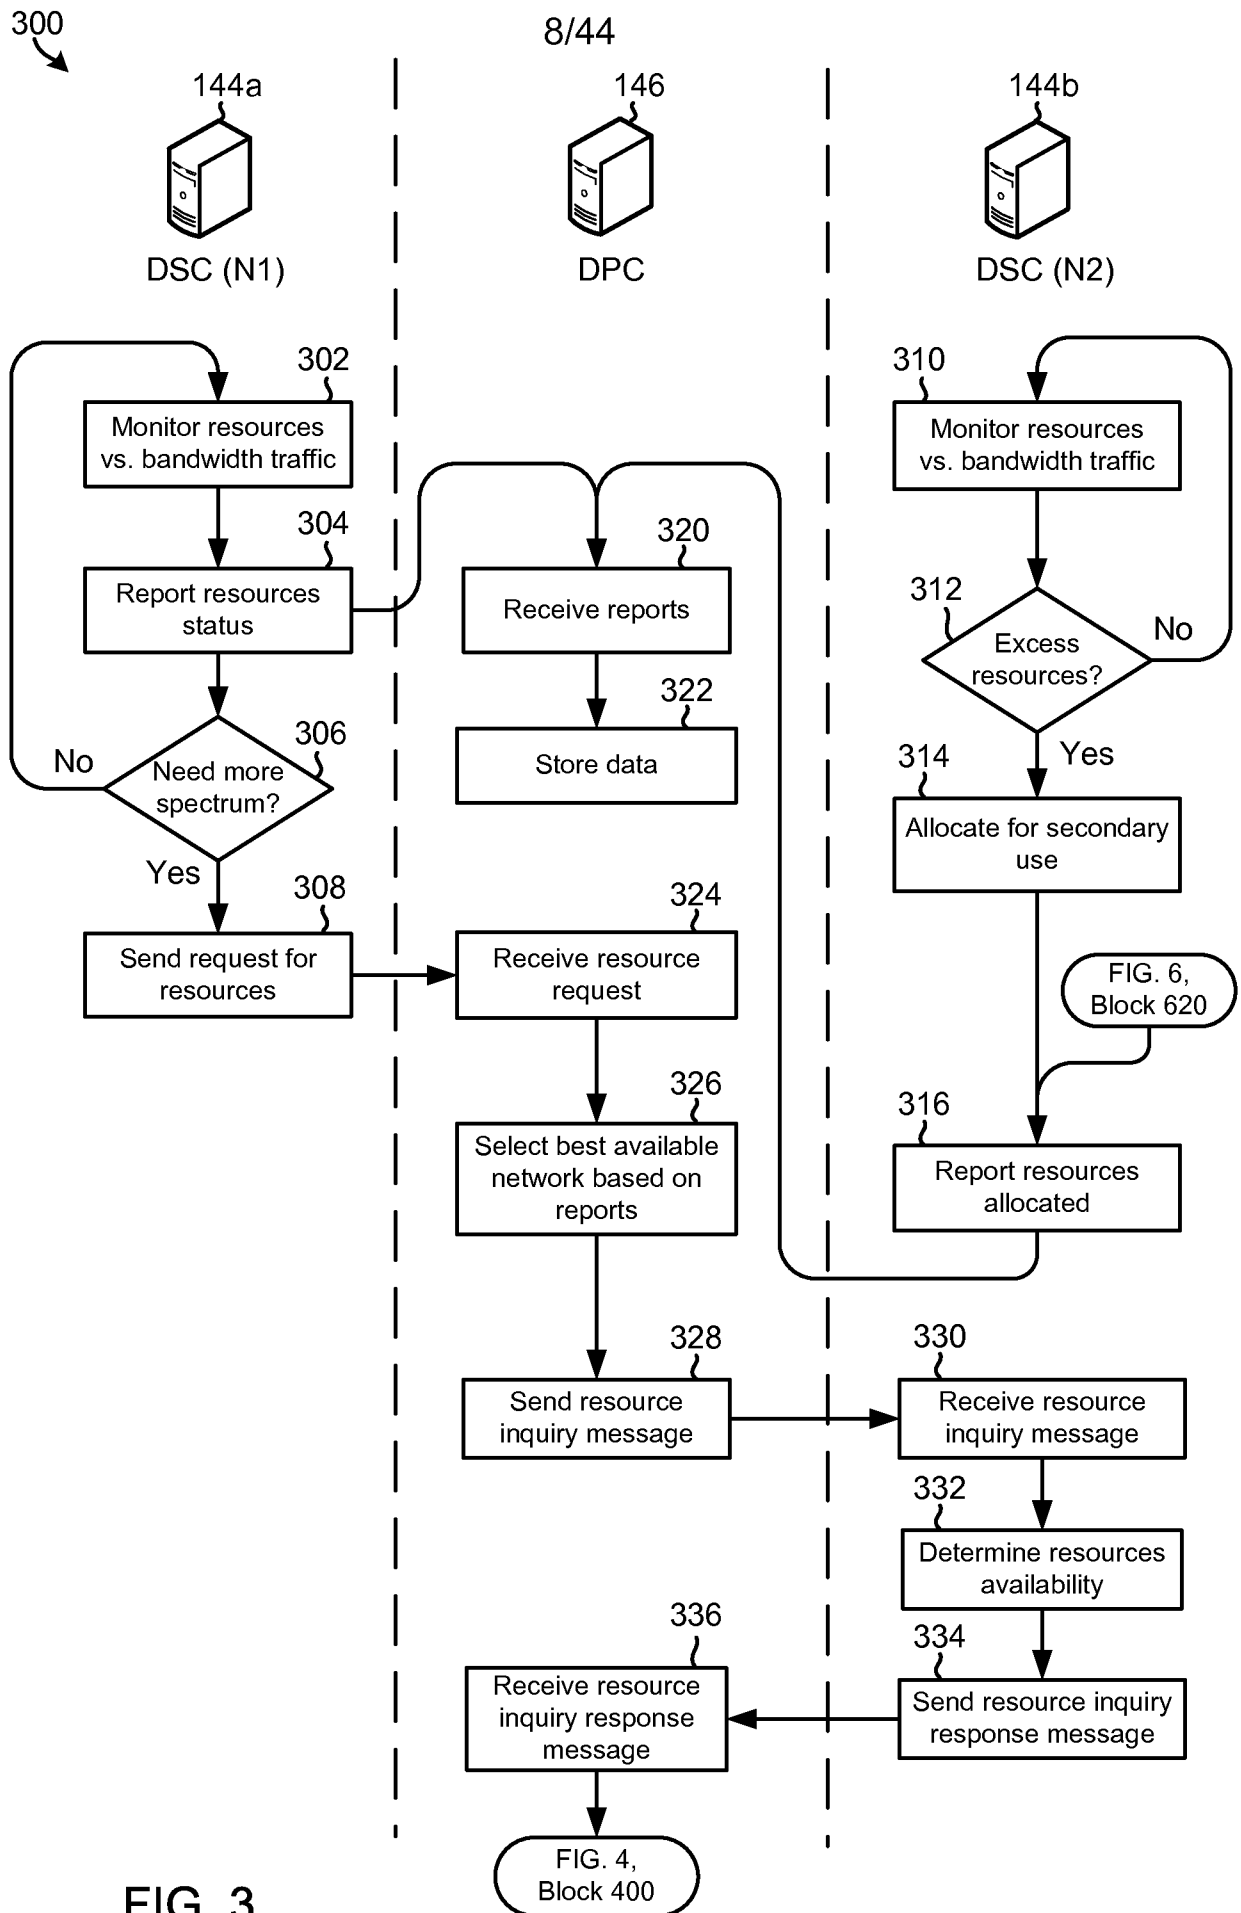 300
8/44
144a
146
144b
DSC (N1)
DPC
DSC (N2)
302
Monitor resources
vs. bandwidth traffic
304
Report resources
status
306
Need more
spectrum?
No
Yes
308
Send request for
resources
320
Receive reports
322
Store data
324
Receive resource
request
326
Select best available
network based on
reports
328
Send resource
inquiry message
310
Monitor resources
vs. bandwidth traffic
312
Excess
resources?
No
Yes
314
Allocate for secondary
use
FIG. 6,
Block 620
316
Report resources
allocated
330
Receive resource
inquiry message
332
Determine resources
availability
334
Send resource inquiry
response message
336
Receive resource
inquiry response
message
FIG. 4,
Block 400
FIG. 3